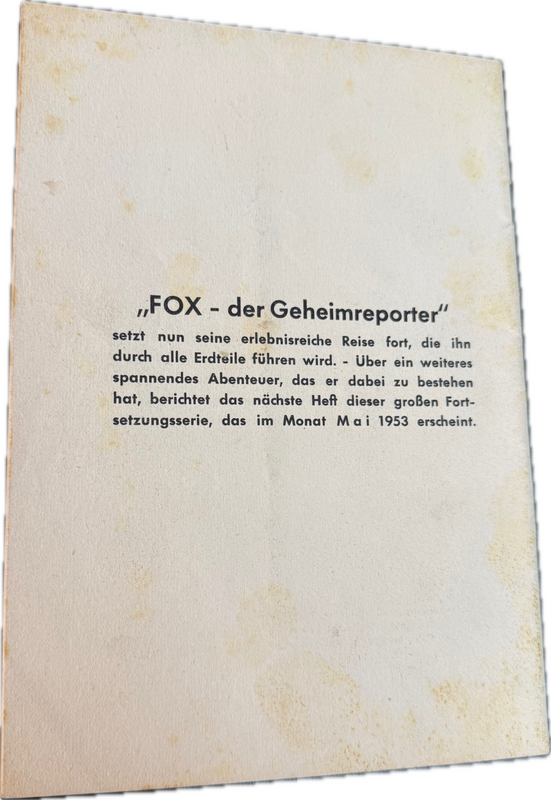 „FOX - der Geheimreporter“
setzt nun seine erlebnisreiche Reise fort, die ihn
durch alle Erdteile führen wird. - Über ein weiteres
spannendes Abenteuer, das er dabei zu bestehen
hat, berichtet das nächste Heft dieser großen Fort-
setzungsserie, das im Monat M a i 1953 erscheint.